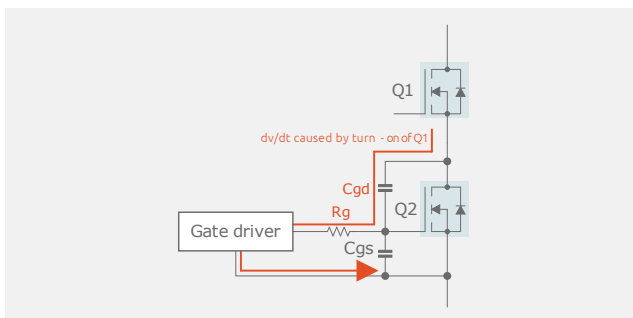 Q1
dv/dt caused by turn - on of Q1
Cgd
Rg
Q2
Gate driver
Cgs